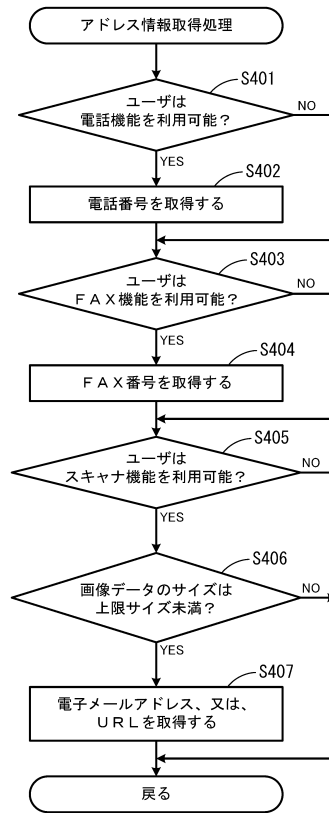 アドレス情報取得処理
S401
ユーザは
電話機能を利用可能？
NO
YES
S402
電話番号を取得する
S403
ユーザは
ＦＡＸ機能を利用可能？
NO
YES
S404
ＦＡＸ番号を取得する
S405
ユーザは
スキャナ機能を利用可能？
NO
YES
S406
画像データのサイズは
上限サイズ未満？
NO
YES
S407
電子メールアドレス、又は、
ＵＲＬを取得する
戻る